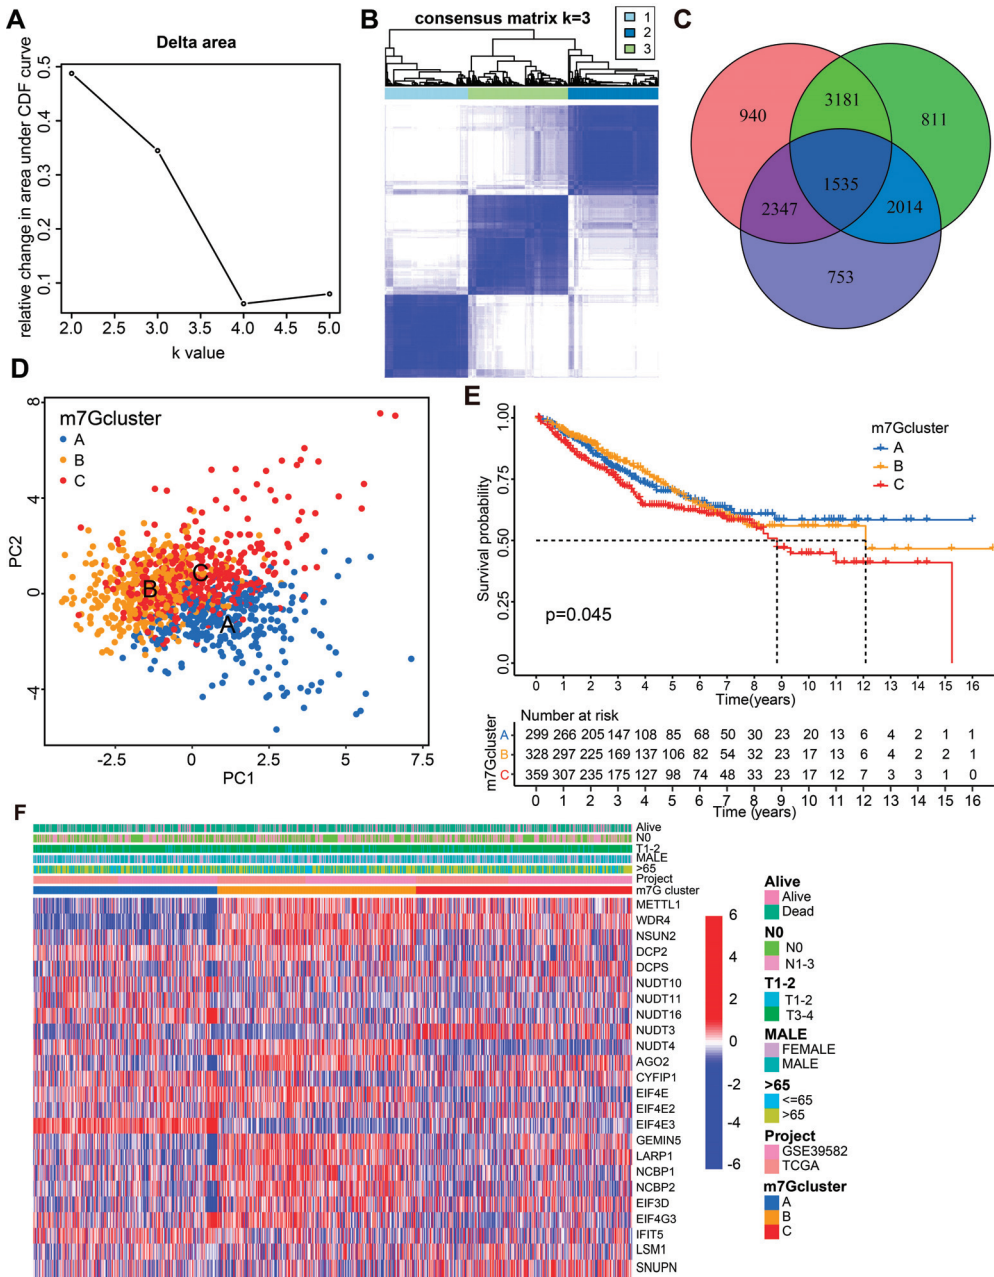 A
Delta area
relative change in area under CDF curve
0.5
0.4
0.3
0.2
0.1
2.0 2.5 3.0 3.5 4.0 4.5 5.0
k value
B
consensus matrix k=3
1
2
3
C
940
3181
811
1535
2347
2014
753
D
m7Gcluster
A
B
C
PC2
8
4
0
-4
B
C
A
-2.5 0 2.5 5.0 7.5
PC1
E
m7Gcluster
A
B
C
Survival probability
1.00
0.75
0.50
0.25
0.0
p=0.045
0 1 2 3 4 5 6 7 8 9 10 11 12 13 14 15 16
Time(years)
Number at risk
m7Gcluster
A 299 266 205 147 108 85 68 50 30 23 20 13 6 4 2 1 1
B 328 297 225 169 137 106 82 54 32 23 17 13 6 4 2 2 1
C 359 307 235 175 127 98 74 48 33 23 17 12 7 3 3 1 0
0 1 2 3 4 5 6 7 8 9 10 11 12 13 14 15 16
Time(years)
F
Alive
N0
T1-2
MALE
>65
Project
m7G cluster
METTL1
WDR4
NSUN2
DCP2
DCPS
NUDT10
NUDT11
NUDT16
NUDT3
NUDT4
AGO2
CYFIP1
EIF4E
EIF4E2
EIF4E3
GEMIN5
LARP1
NCBP1
NCBP2
EIF3D
EIF4G3
IFIT5
LSM1
SNUPN
6
4
2
0
-2
-4
-6
Alive
Alive
Dead
N0
N0
N1-3
T1-2
T1-2
T3-4
MALE
FEMALE
MALE
>65
<=65
>65
Project
GSE39582
TCGA
m7Gcluster
A
B
C